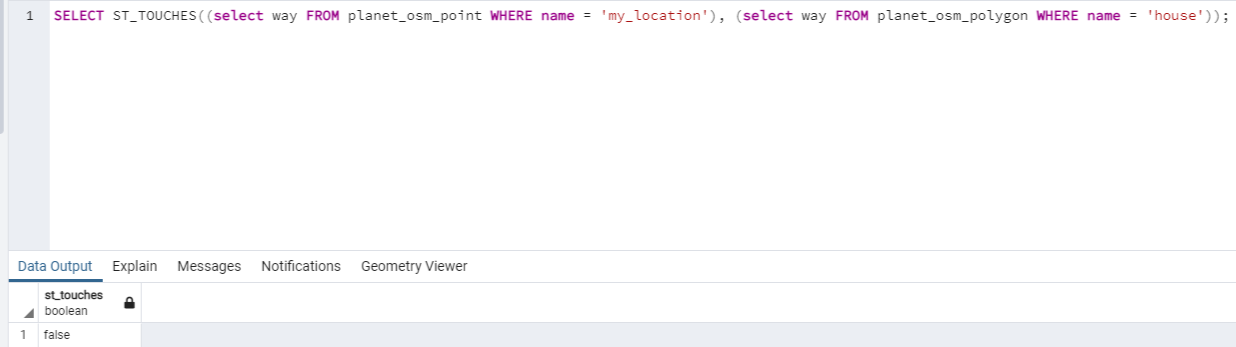 1 SELECT ST_TOUCHES((select way FROM planet_osm_point WHERE name = 'my_location'), (select way FROM planet_osm_polygon WHERE name = 'house'));
Data Output Explain Messages Notifications Geometry Viewer
st_touches
boolean
1 false